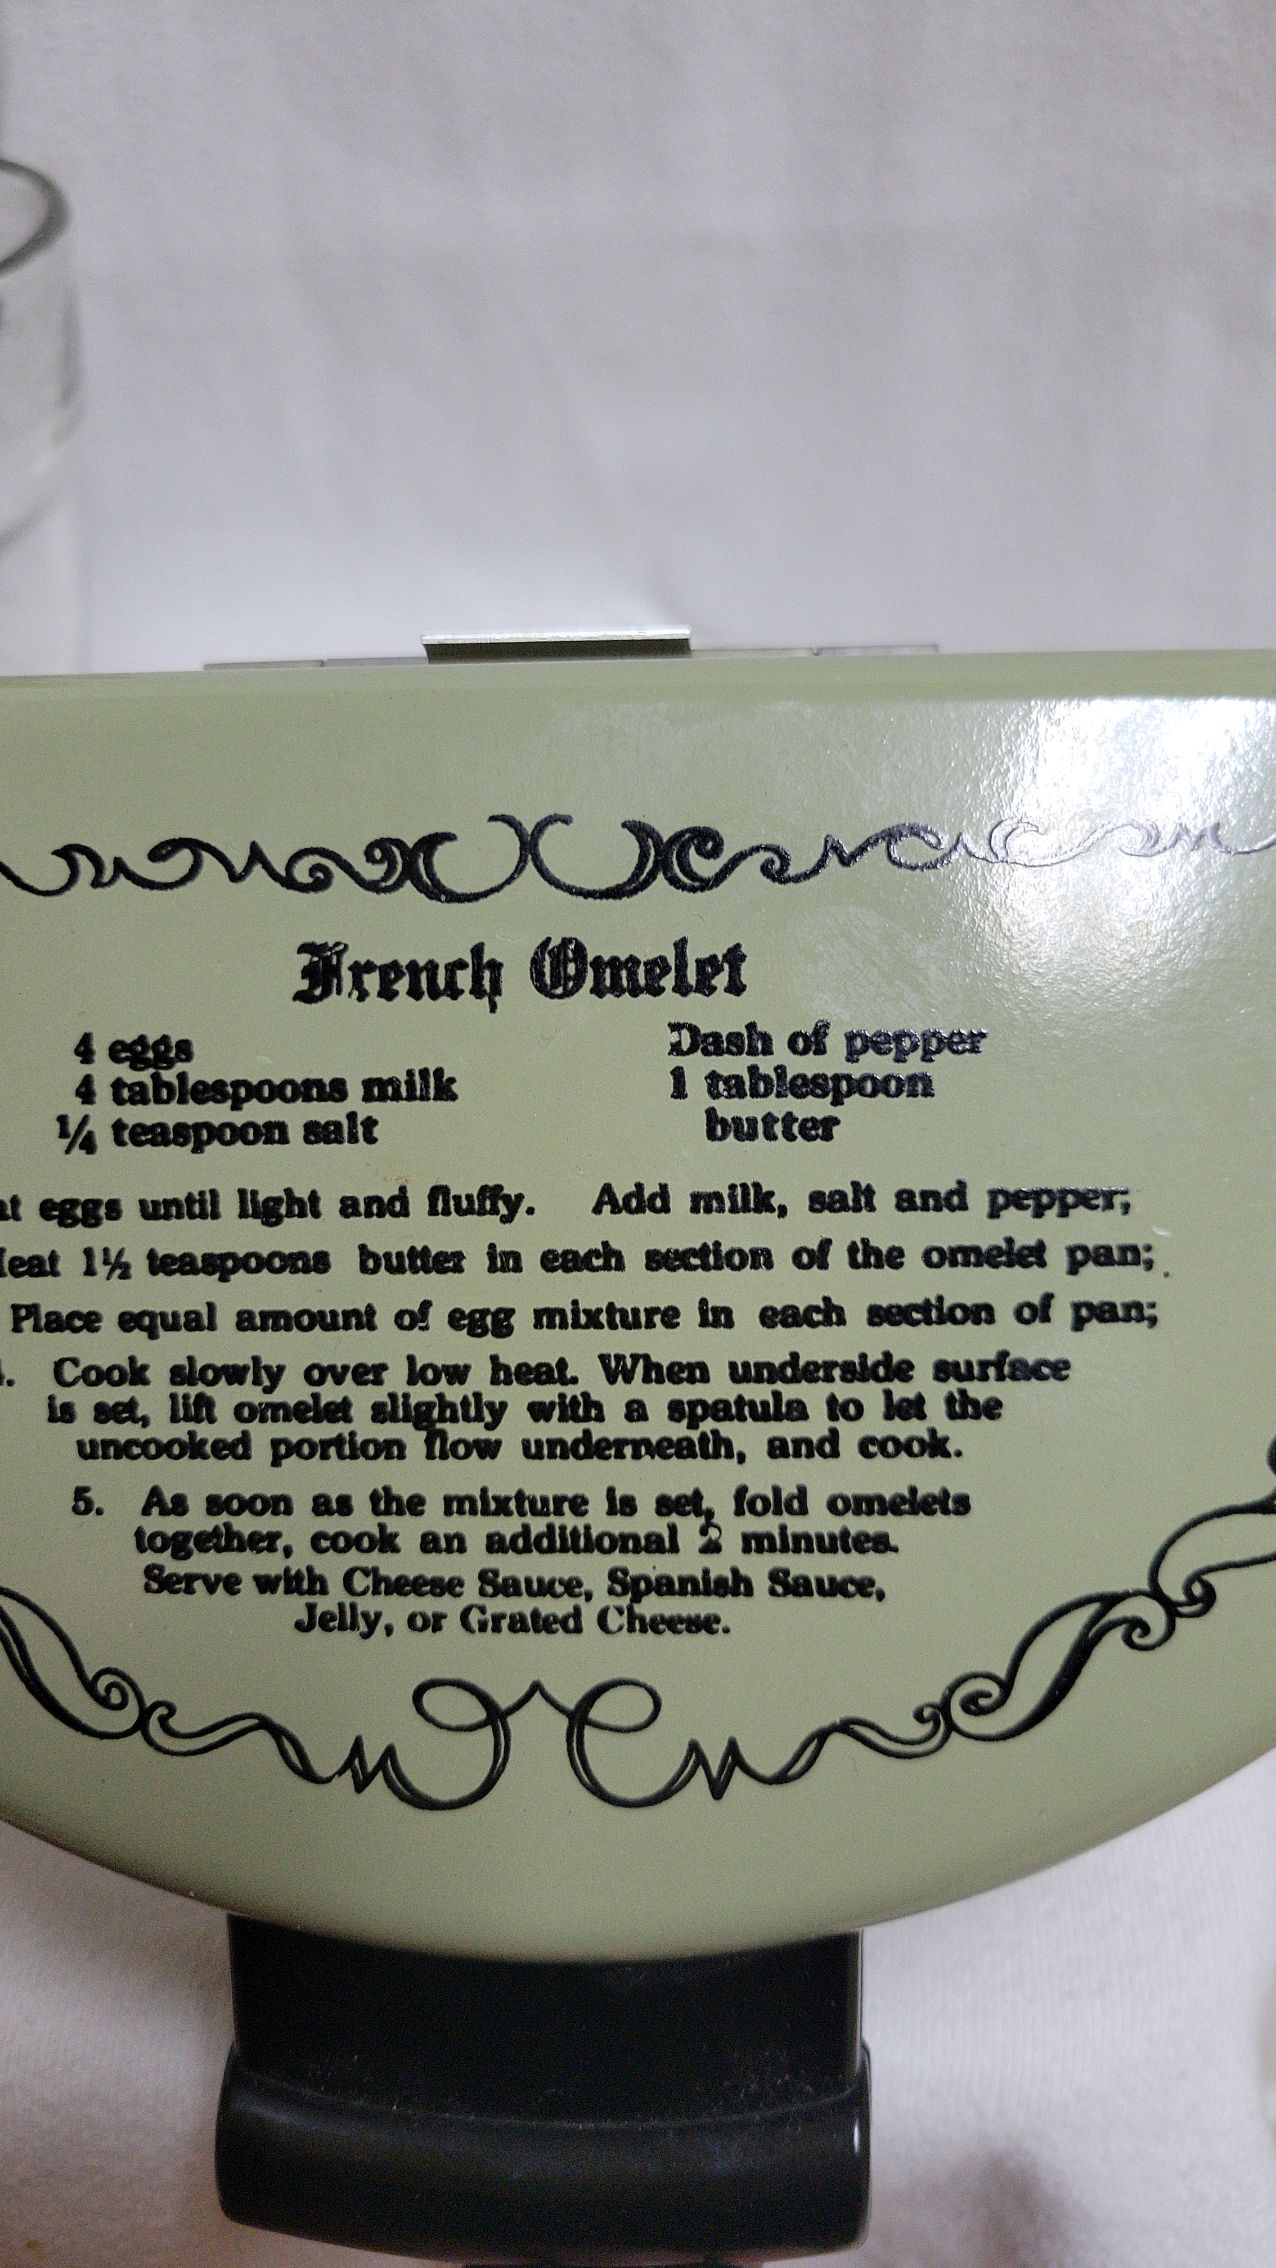 French Omelet
4 eggs
4 tablespoons milk
¼ teaspoon salt
Dash of pepper
1 tablespoon
butter
at eggs until light and fluffy. Add milk, salt and pepper;
eat 1½ teaspoons butter in each section of the omelet pan;
Place equal amount of egg mixture in each section of pan;
. Cook slowly over low heat. When underside surface
is set, lift omelet slightly with a spatula to let the
uncooked portion flow underneath, and cook.
5. As soon as the mixture is set, fold omelets
together, cook an additional 2 minutes.
Serve with Cheese Sauce, Spanish Sauce,
Jelly, or Grated Cheese.